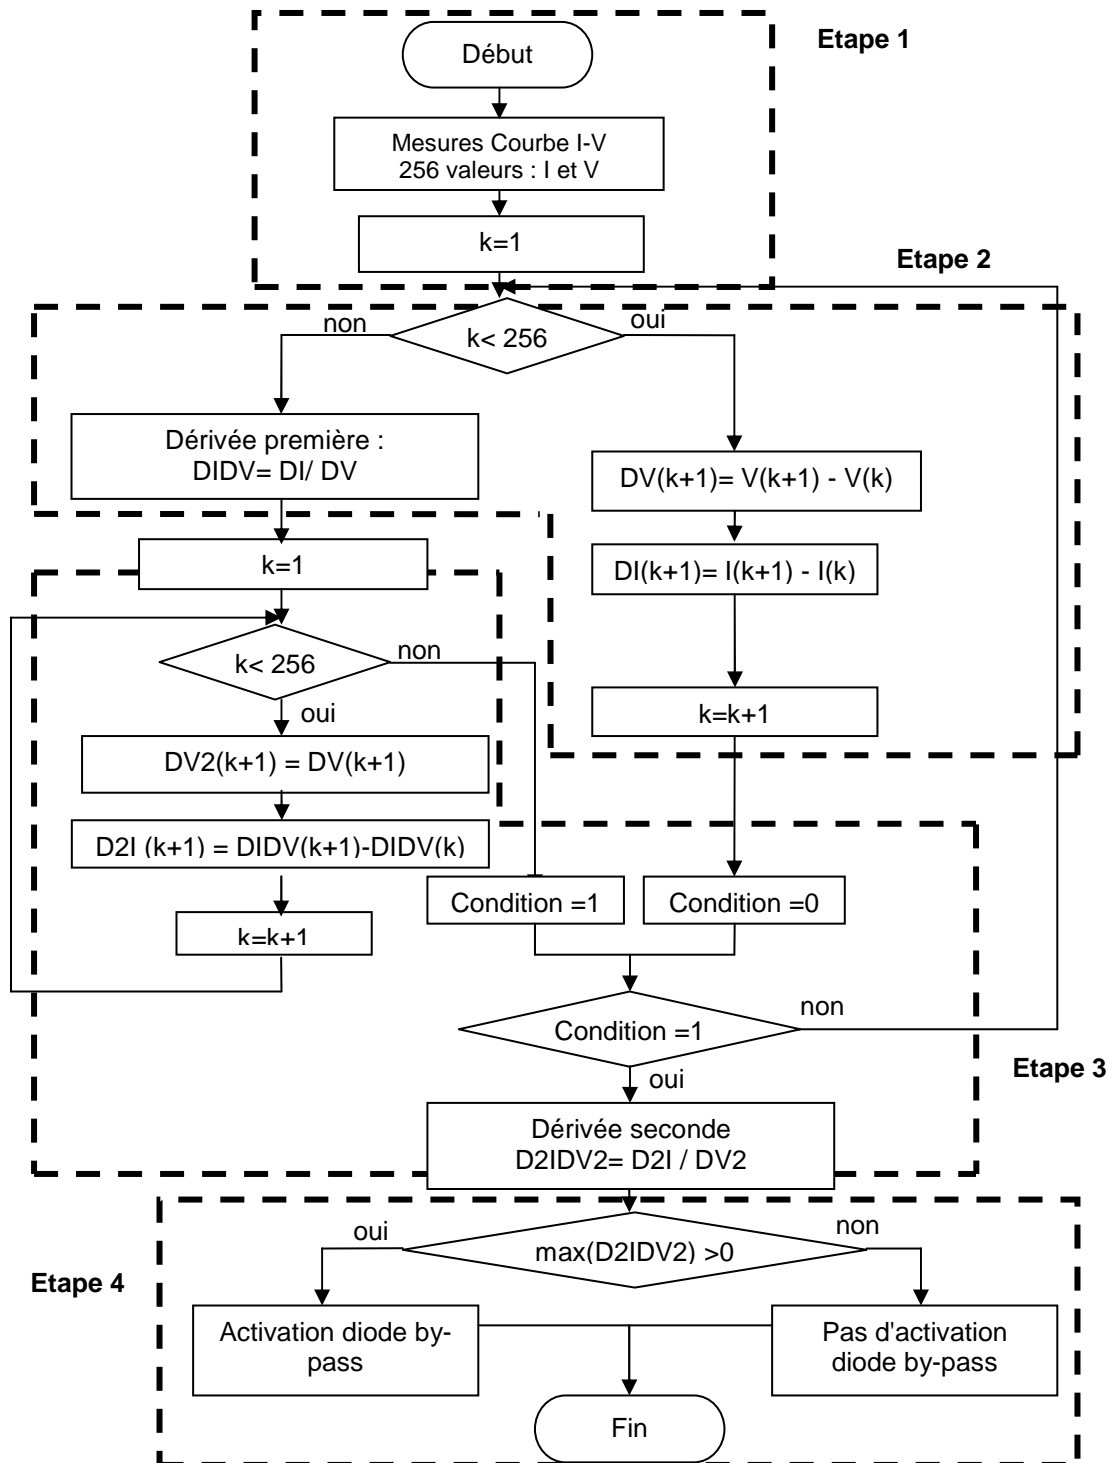 Etape 1
Début
Mesures Courbe I-V
256 valeurs : I et V
k=1
Etape 2
non
k< 256
oui
Dérivée première :
DIDV= DI/ DV
DV(k+1)= V(k+1) - V(k)
DI(k+1)= I(k+1) - I(k)
k=k+1
k=1
k< 256
non
oui
DV2(k+1) = DV(k+1)
D2I (k+1) = DIDV(k+1)-DIDV(k)
k=k+1
Condition =1
Condition =0
Condition =1
non
oui
Etape 3
Dérivée seconde
D2IDV2= D2I / DV2
Etape 4
oui
max(D2IDV2) >0
non
Activation diode by-
pass
Pas d'activation
diode by-pass
Fin